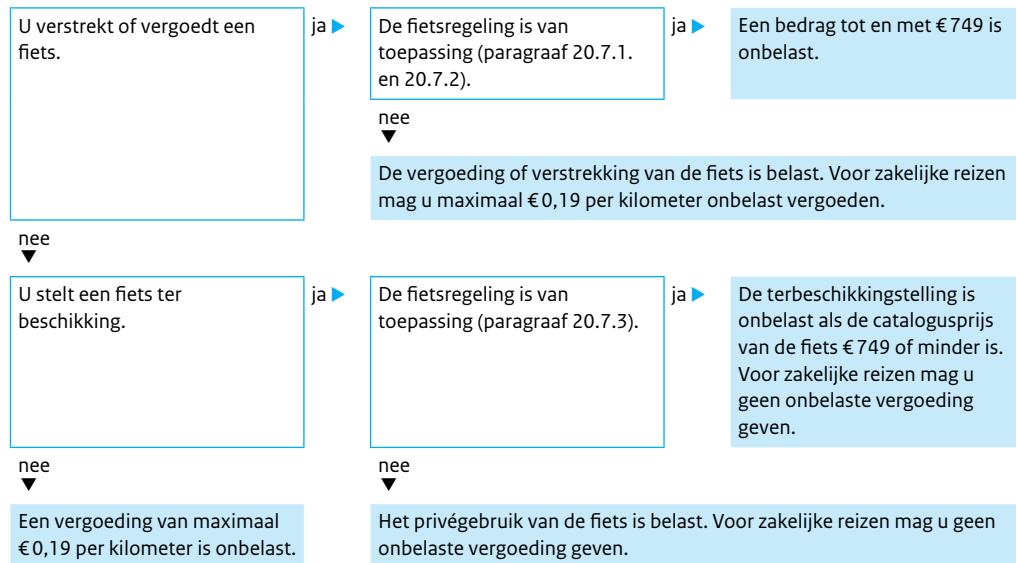 U verstrekt of vergoedt een
fiets.
ja
De fietsregeling is van
toepassing (paragraaf 20.7.1.
en 20.7.2).
ja
Een bedrag tot en met €749 is
onbelast.
nee
De vergoeding of verstrekking van de fiets is belast. Voor zakelijke reizen
mag u maximaal €0,19 per kilometer onbelast vergoeden.
nee
U stelt een fiets ter
beschikking.
ja
De fietsregeling is van
toepassing (paragraaf 20.7.3).
ja
De terbeschikkingstelling is
onbelast als de catalogusprijs
van de fiets €749 of minder is.
Voor zakelijke reizen mag u
geen onbelaste vergoeding
geven.
nee
Een vergoeding van maximaal
€0,19 per kilometer is onbelast.
nee
Het privégebruik van de fiets is belast. Voor zakelijke reizen mag u geen
onbelaste vergoeding geven.